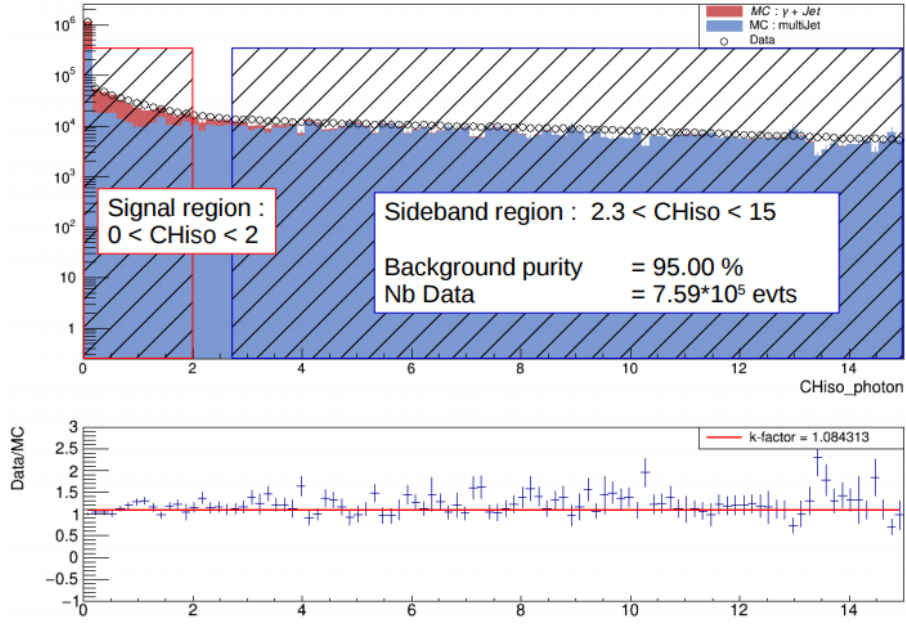 MC : γ + Jet
MC : multiJet
Data
10⁶
10⁵
10⁴
10³
10²
10
1
Signal region :
0 < CHiso < 2
Sideband region : 2.3 < CHiso < 15
Background purity = 95.00 %
Nb Data = 7.59*10⁵ evts
0 2 4 6 8 10 12 14
CHiso_photon
Data/MC
k-factor = 1.084313
3
2.5
2
1.5
1
0.5
0
−0.5
−1
0 2 4 6 8 10 12 14